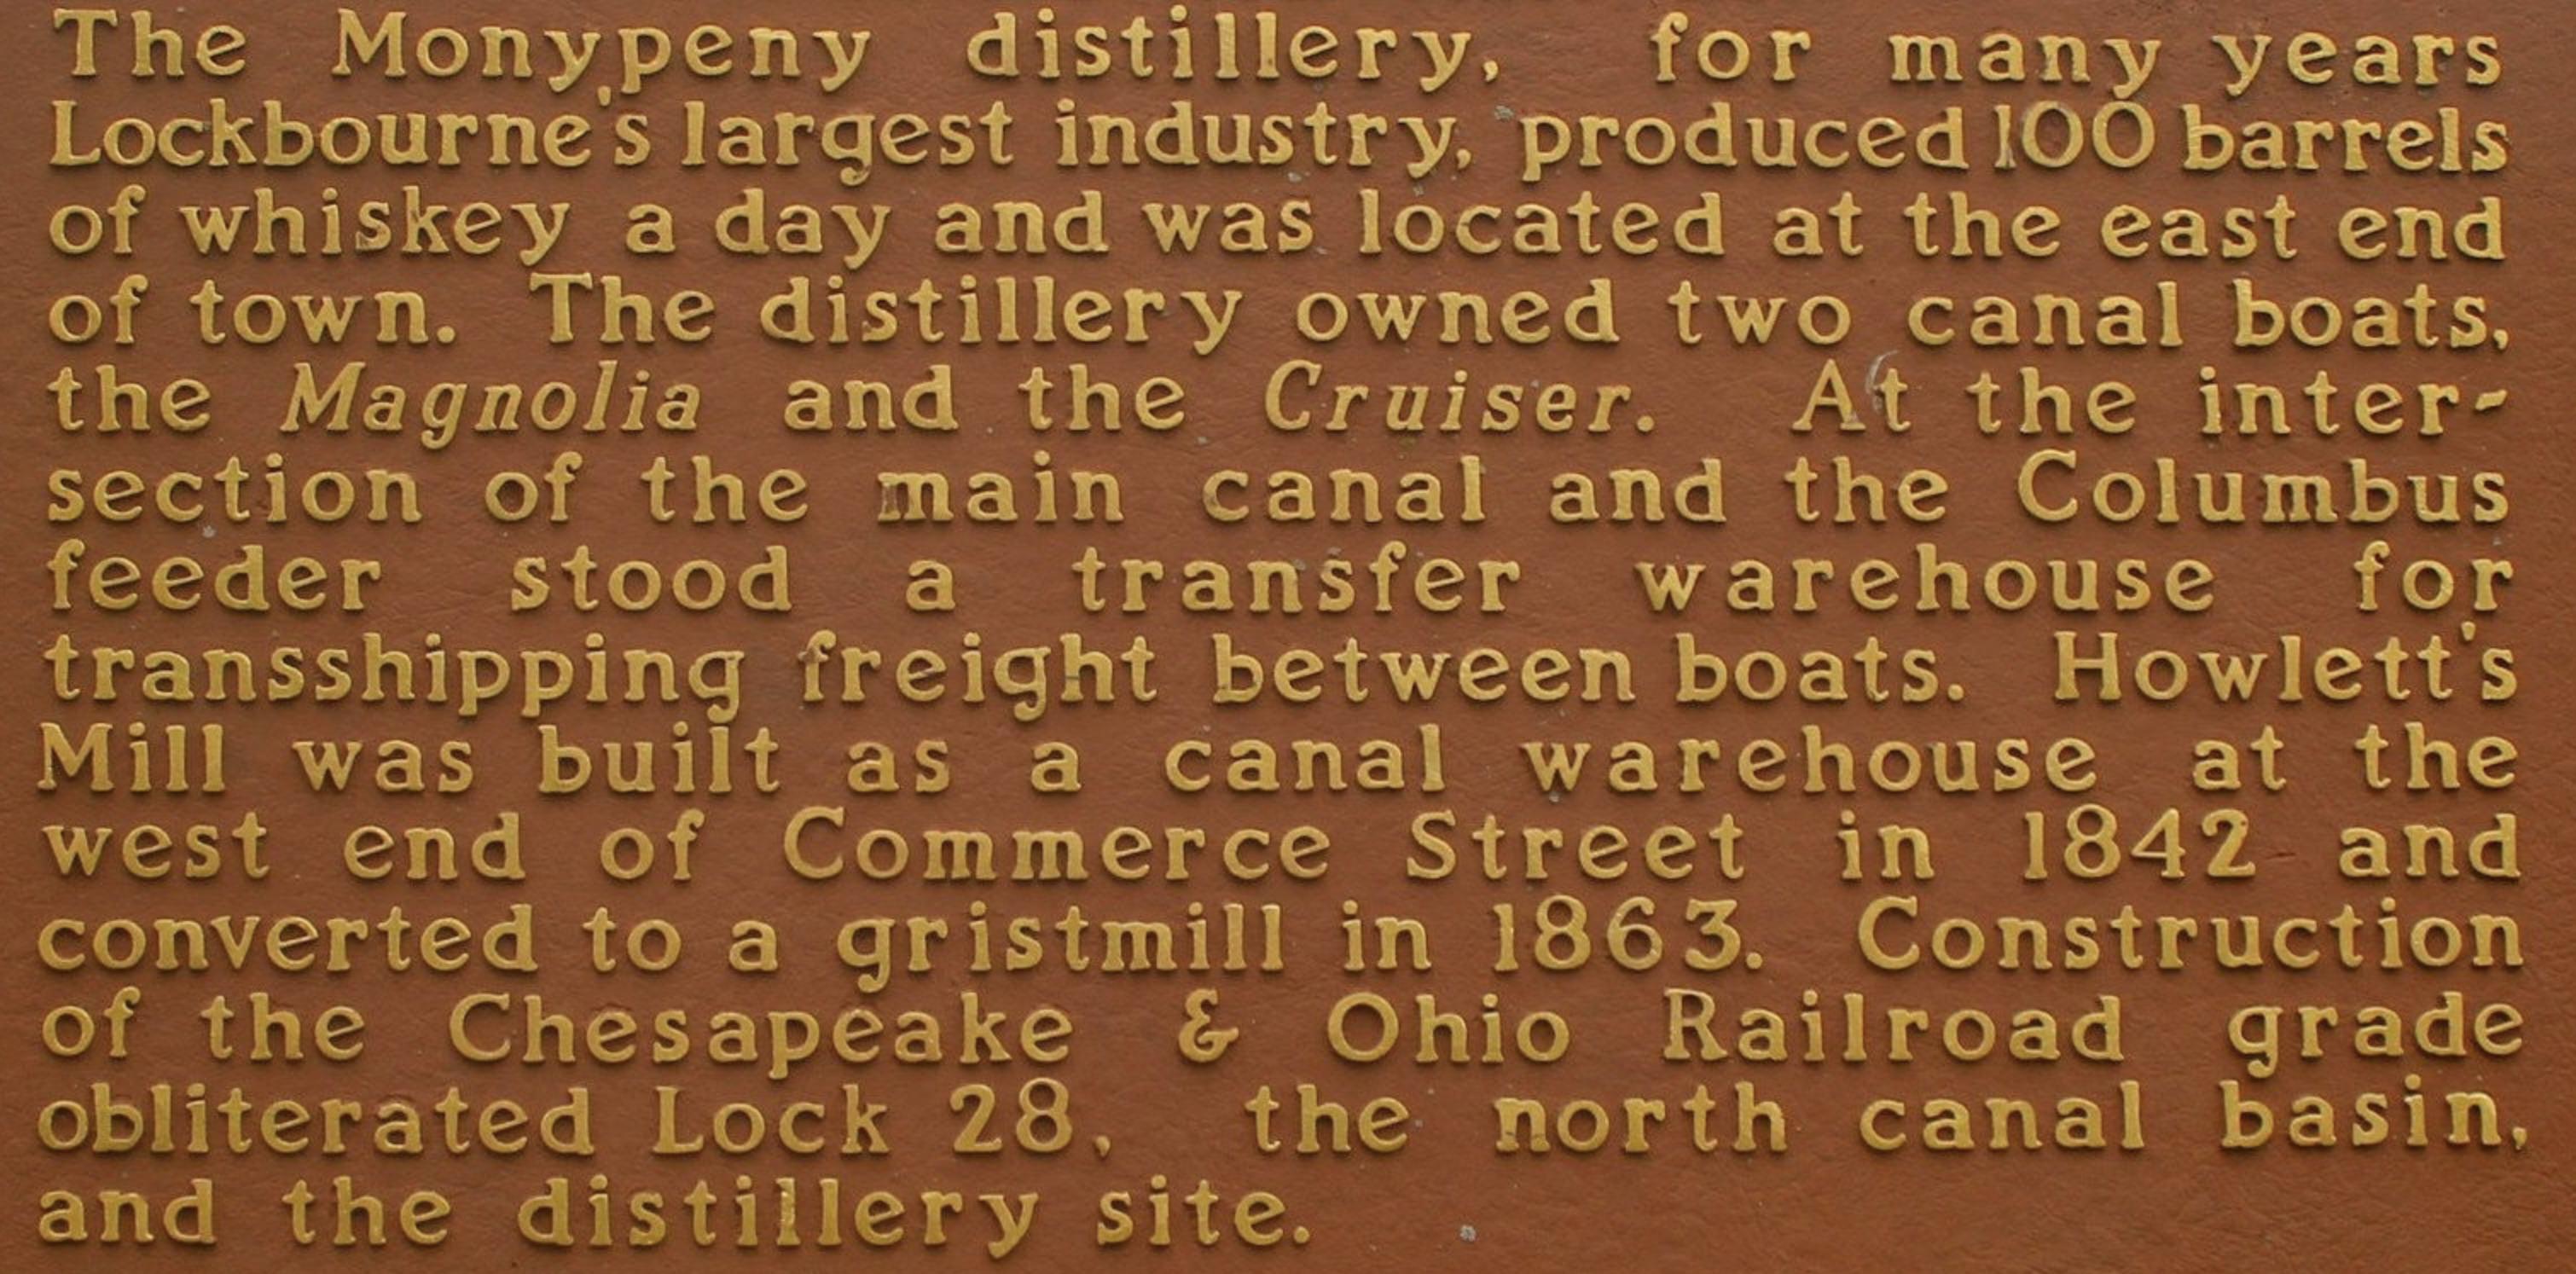 The Monypeny distillery, for many years
Lockbourne's largest industry, produced 100 barrels
of whiskey a day and was located at the east end
of town. The distillery owned two canal boats,
the Magnolia and the Cruiser. At the inter-
section of the main canal and the Columbus
feeder stood a transfer warehouse for
transshipping freight between boats. Howlett's
Mill was built as a canal warehouse at the
west end of Commerce Street in 1842 and
converted to a gristmill in 1863. Construction
of the Chesapeake & Ohio Railroad grade
obliterated Lock 28, the north canal basin,
and the distillery site.